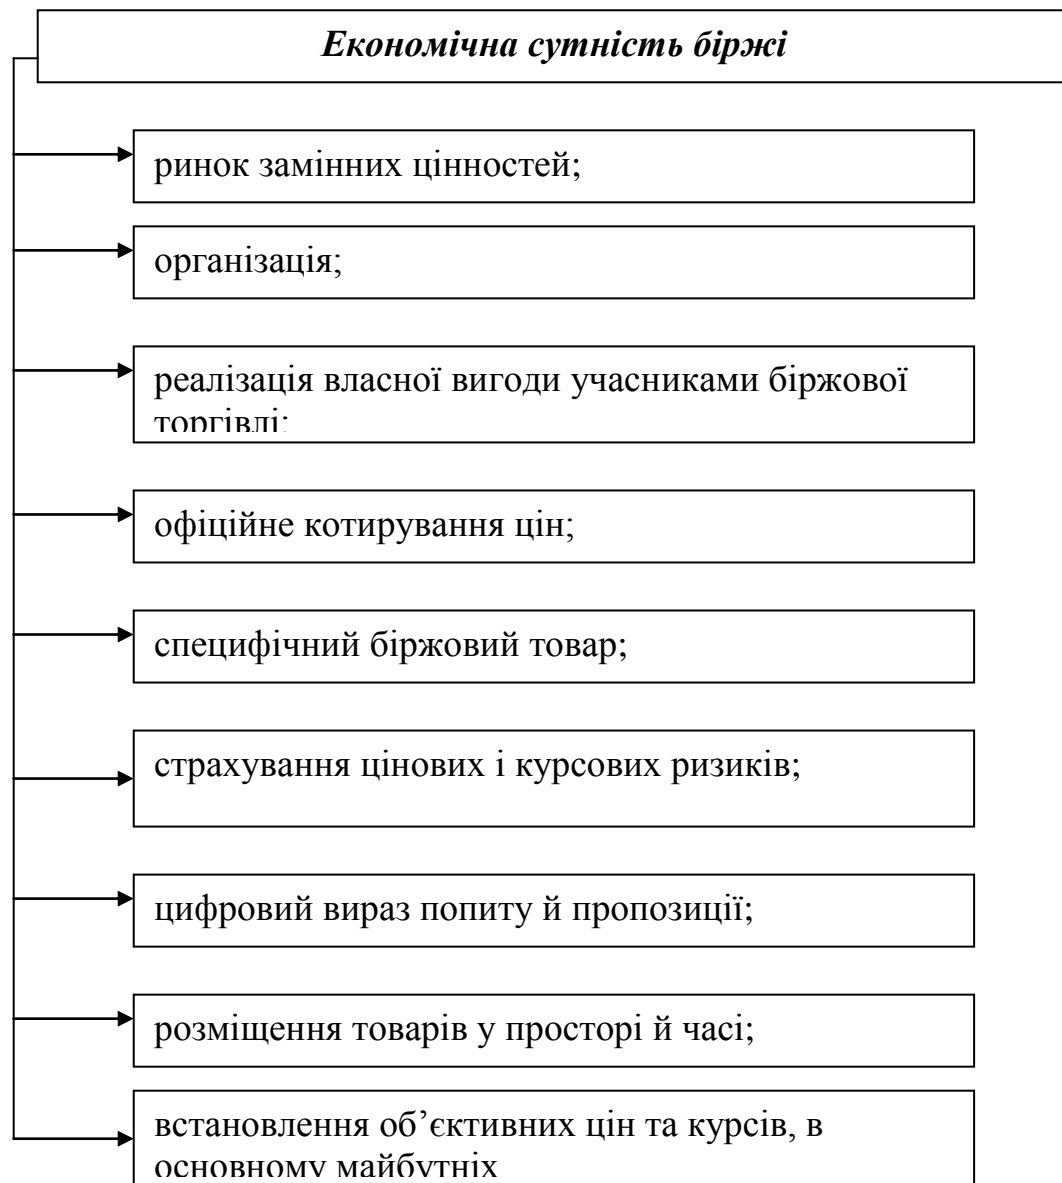 Економічна сутність біржі
ринок замінних цінностей;
організація;
реалізація власної вигоди учасниками біржової
торгівлі;
офіційне котирування цін;
специфічний біржовий товар;
страхування цінових і курсових ризиків;
цифровий вираз попиту й пропозиції;
розміщення товарів у просторі й часі;
встановлення об’єктивних цін та курсів, в
основному майбутніх